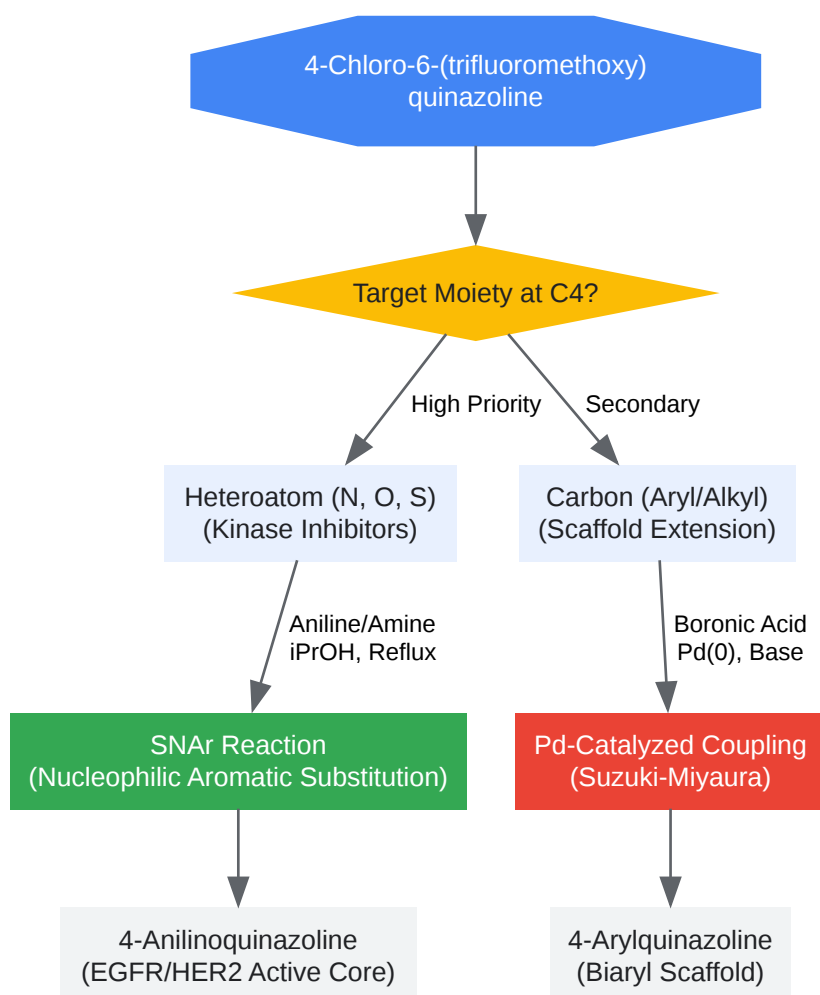 4-Chloro-6-(trifluoromethoxy)
quinazoline
Target Moiety at C4?
High Priority
Secondary
Heteroatom (N, O, S)
(Kinase Inhibitors)
Carbon (Aryl/Alkyl)
(Scaffold Extension)
Aniline/Amine
iPrOH, Reflux
Boronic Acid
Pd(0), Base
SNAr Reaction
(Nucleophilic Aromatic Substitution)
Pd-Catalyzed Coupling
(Suzuki-Miyaura)
4-Anilinoquinazoline
(EGFR/HER2 Active Core)
4-Arylquinazoline
(Biaryl Scaffold)